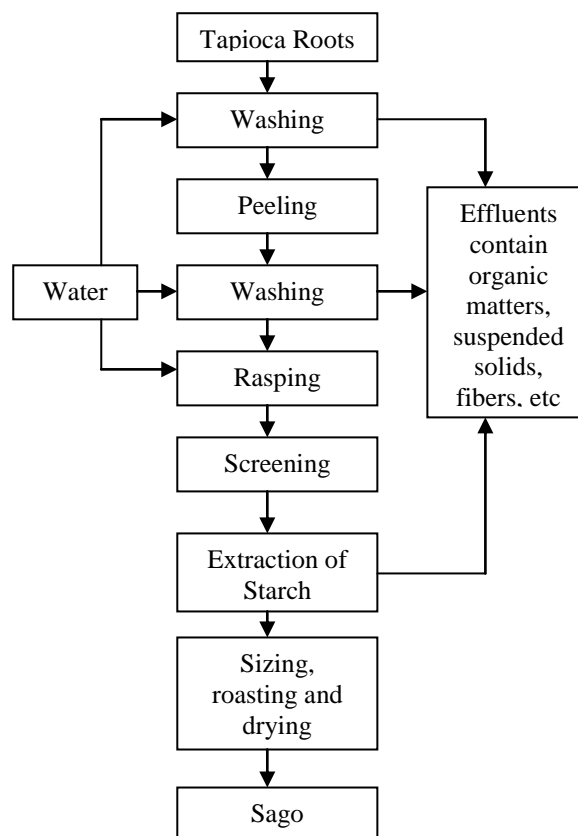 Tapioca Roots
Washing
Peeling
Effluents
contain
organic
matters,
suspended
solids,
fibers, etc
Water
Washing
Rasping
Screening
Extraction of
Starch
Sizing,
roasting and
drying
Sago